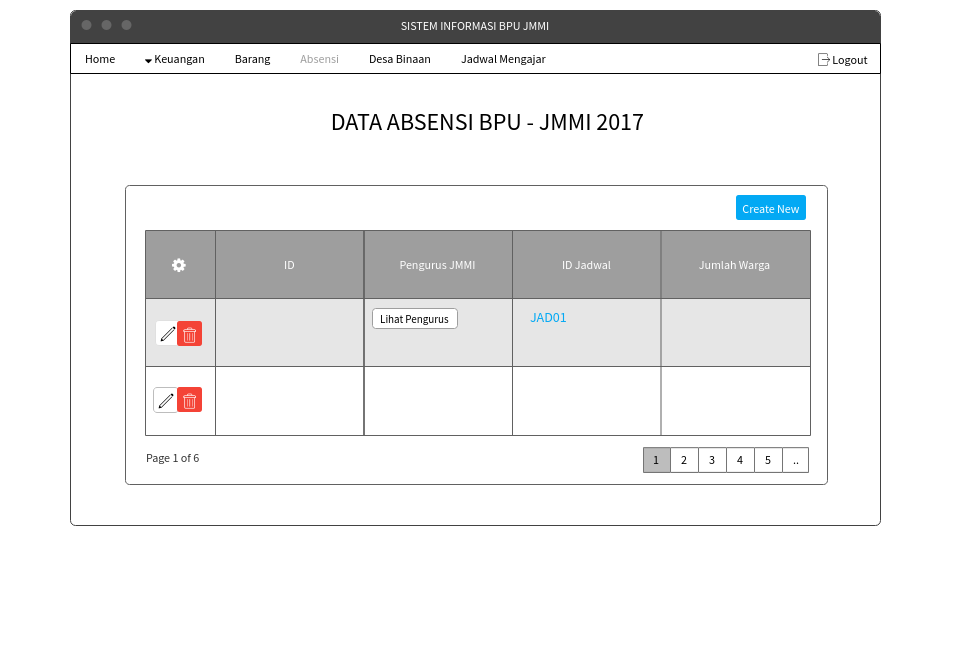 SISTEM INFORMASI BPU JMMI
Home Keuangan Barang Absensi Desa Binaan Jadwal Mengajar Logout
DATA ABSENSI BPU - JMMI 2017
Create New
ID Pengurus JMMI ID Jadwal Jumlah Warga
Lihat Pengurus JAD01
Page 1 of 6 1 2 3 4 5 ..